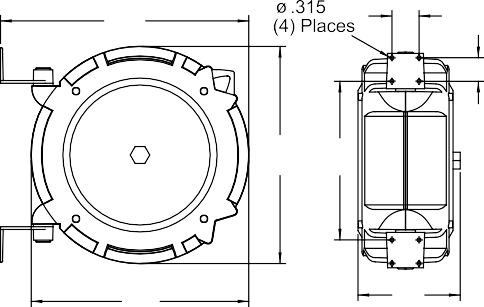 ø .315
(4) Places